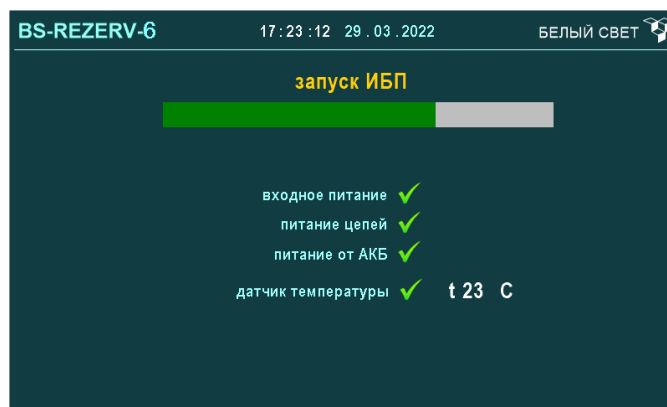 BS-REZERV-6 17:23:12 29.03.2022 БЕЛЫЙ СВЕТ
запуск ИБП
входное питание
питание цепей
питание от АКБ
датчик температуры t 23 C